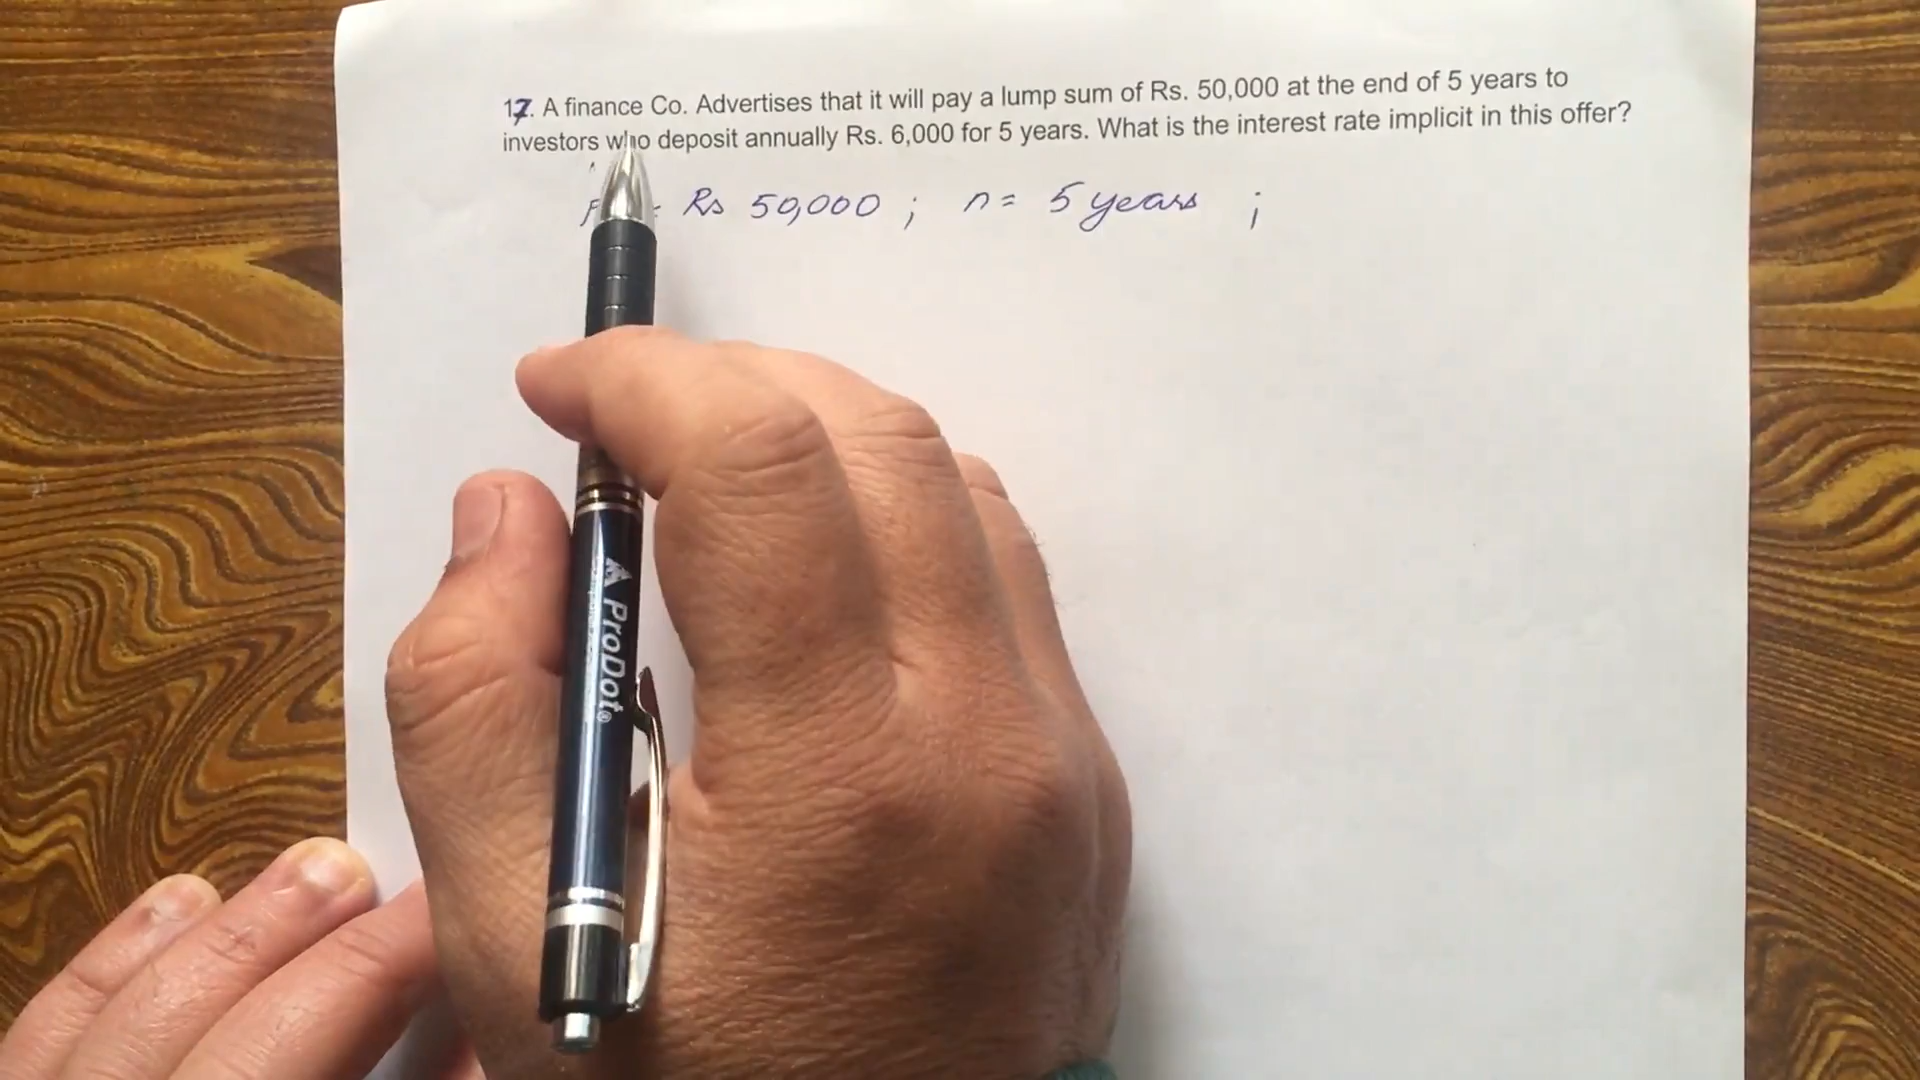 17. A finance Co. Advertises that it will pay a lump sum of Rs. 50,000 at the end of 5 years to
investors who deposit annually Rs. 6,000 for 5 years. What is the interest rate implicit in this offer?
Rs 50,000 ; n = 5 years ;
ProDot®